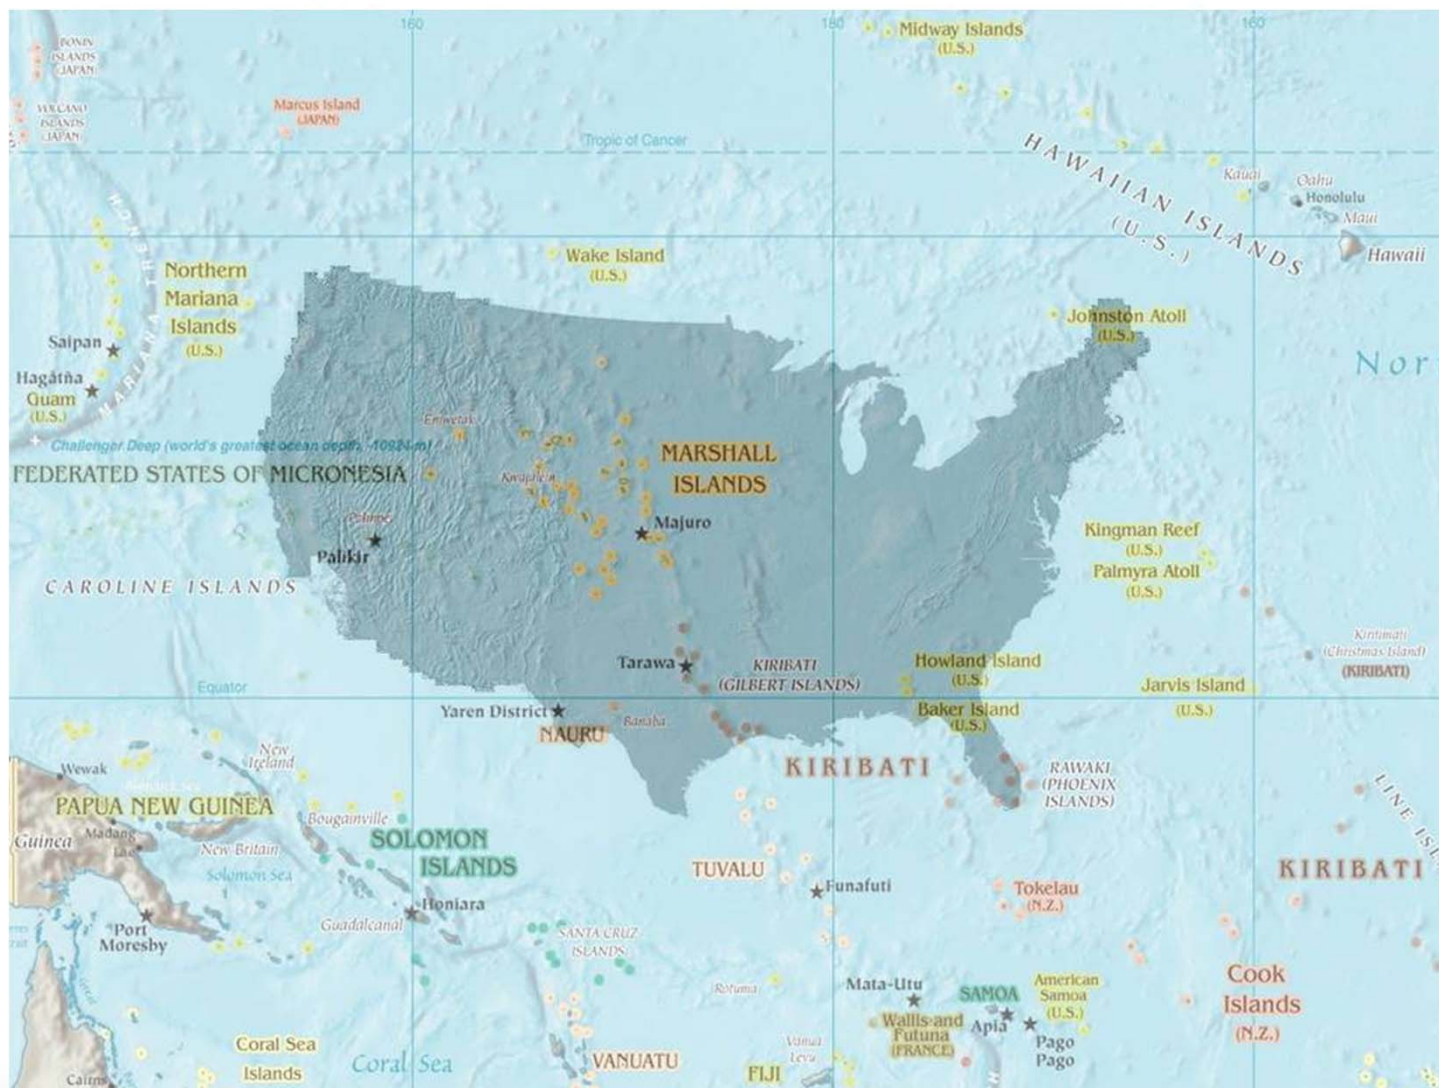 160
180
160
BONIN
ISLANDS
(JAPAN)
Midway Islands
(U.S.)
VOLCANO
ISLANDS
(JAPAN)
Marcus Island
(JAPAN)
Tropic of Cancer
HAWAIIAN ISLANDS
(U.S.)
Kauai
Oahu
Honolulu
Maui
Hawaii
MARIANA TRENCH
Northern
Mariana
Islands
(U.S.)
Wake Island
(U.S.)
Johnston Atoll
(U.S.)
Saipan
Hagåtña
Guam
(U.S.)
Nor
Challenger Deep (world's greatest ocean depth, -10924 m)
FEDERATED STATES OF MICRONESIA
Enewetak
Kwajalein
MARSHALL
ISLANDS
Majuro
Palikir
CAROLINE ISLANDS
Kingman Reef
(U.S.)
Palmyra Atoll
(U.S.)
Kiritimati
(Christmas Island)
(KIRIBATI)
Tarawa
KIRIBATI
(GILBERT ISLANDS)
Howland Island
(U.S.)
Baker Island
(U.S.)
Jarvis Island
(U.S.)
Equator
Yaren District
NAURU
Banaba
KIRIBATI
RAWAKI
(PHOENIX
ISLANDS)
LINE ISL
KIRIBATI
New
Ireland
Wewak
PAPUA NEW GUINEA
Guinea
Madang
Lae
New Britain
Solomon Sea
Bougainville
SOLOMON
ISLANDS
Honiara
Guadalcanal
Port
Moresby
SANTA CRUZ
ISLANDS
TUVALU
Funafuti
Tokelau
(N.Z.)
Rotuma
Mata-Utu
Wallis and
Futuna
(FRANCE)
SAMOA
Apia
American
Samoa
(U.S.)
Pago
Pago
Cook
Islands
(N.Z.)
Coral Sea
Islands
Coral Sea
Cairns
VANUATU
Vanua
Levu
FIJI